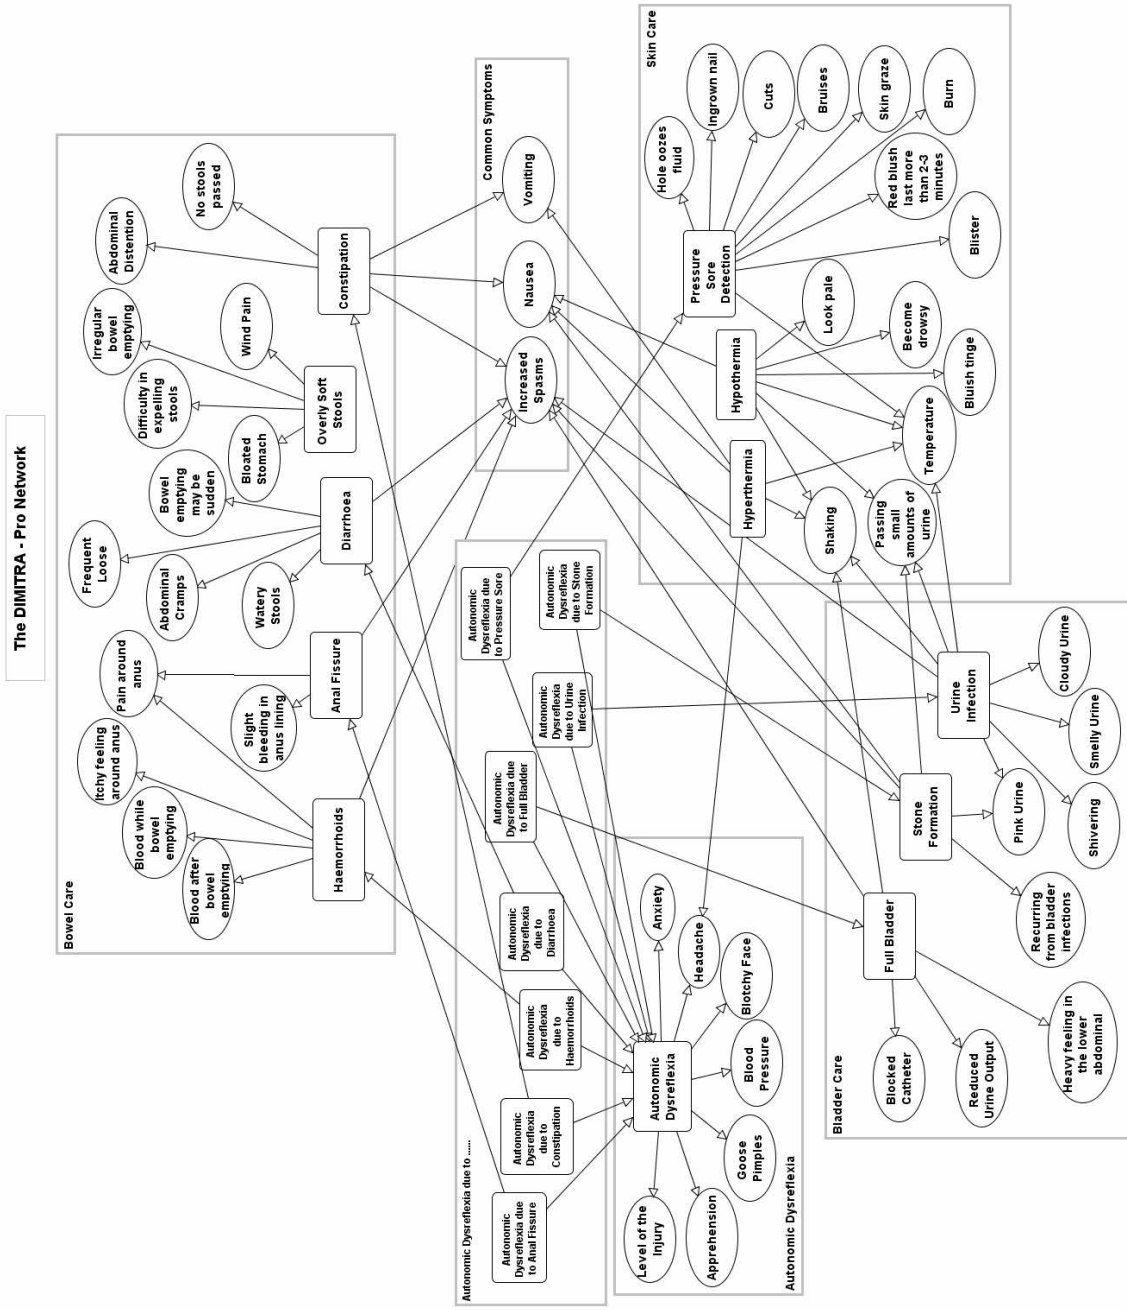 The DIMITRA - Pro Network
Bowel Care
Blood after
bowel
emptying
Blood while
bowel
emptying
Itchy feeling
around anus
Pain around
anus
Haemorrhoids
Slight
bleeding in
anus lining
Anal Fissure
Frequent
Loose
Abdominal
Cramps
Watery
Stools
Bowel
emptying
may be
sudden
Diarrhoea
Bloated
Stomach
Difficulty in
expelling
stools
Irregular
bowel
emptying
Wind Pain
Overly Soft
Stools
Abdominal
Distention
No stools
passed
Constipation
Common Symptoms
Increased
Spasms
Nausea
Vomiting
Autonomic Dysreflexia due to ......
Autonomic
Dysreflexia due
to Anal Fissure
Autonomic
Dysreflexia
due to
Constipation
Autonomic
Dysreflexia
due to
Haemorrhoids
Autonomic
Dysreflexia
due to
Diarrhoea
Autonomic
Dysreflexia due
to Full Bladder
Autonomic
Dysreflexia
due to Urine
Infection
Autonomic
Dysreflexia due
to Pressure Sore
Autonomic
Dysreflexia
due to Stone
Formation
Autonomic Dysreflexia
Autonomic
Dysreflexia
Level of the
Injury
Apprehension
Goose
Pimples
Blood
Pressure
Blotchy Face
Headache
Anxiety
Skin Care
Hyperthermia
Hypothermia
Pressure
Sore
Detection
Hole oozes
fluid
Ingrown nail
Cuts
Bruises
Skin graze
Burn
Red blush
last more
than 2-3
minutes
Blister
Look pale
Become
drowsy
Bluish tinge
Temperature
Shaking
Passing
small
amounts of
urine
Bladder Care
Full Bladder
Blocked
Catheter
Reduced
Urine Output
Heavy feeling in
the lower
abdominal
Stone
Formation
Recurring
from bladder
infections
Pink Urine
Urine
Infection
Shivering
Smelly Urine
Cloudy Urine